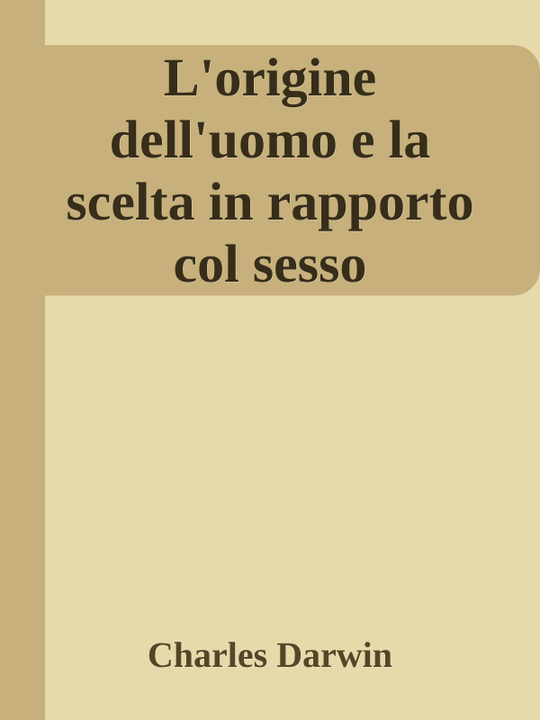 L'origine
dell'uomo e la
scelta in rapporto
col sesso
Charles Darwin